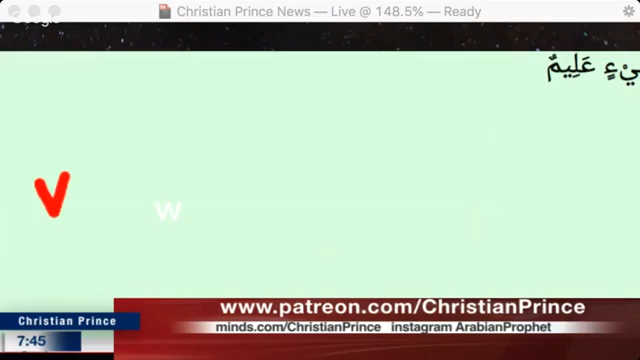 Christian Prince News — Live @ 148.5% — Ready
Google
يْءٍ عَلِيمٌ
V
w
www.patreon.com/ChristianPrince
Christian Prince
minds.com/ChristianPrince instagram ArabianProphet
7:45